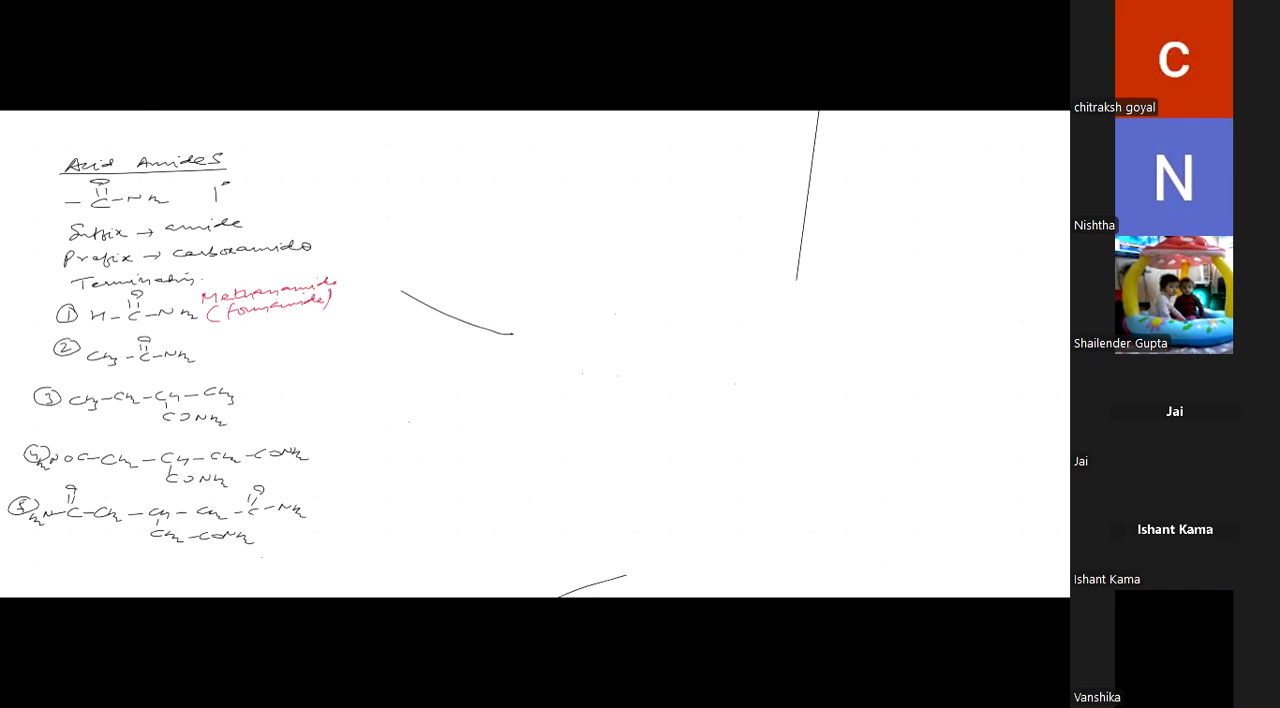 Acid Amides
O
– C – NH2 1°
Suffix → amide
Prefix → carboxamido
Terminatin.
① H – C – NH2 Methanamide
O (formamide)
② CH3 – C – NH2
O
③ CH3 – CH2 – CH – CH3
CONH2
④ H2NOC – CH2 – CH – CH2 – CONH2
CONH2
O O
⑤ H2N – C – CH2 – CH – CH2 – C – NH2
CH2 – CONH2
C
chitraksh goyal
N
Nishtha
Shailender Gupta
Jai
Jai
Ishant Kama
Ishant Kama
Vanshika